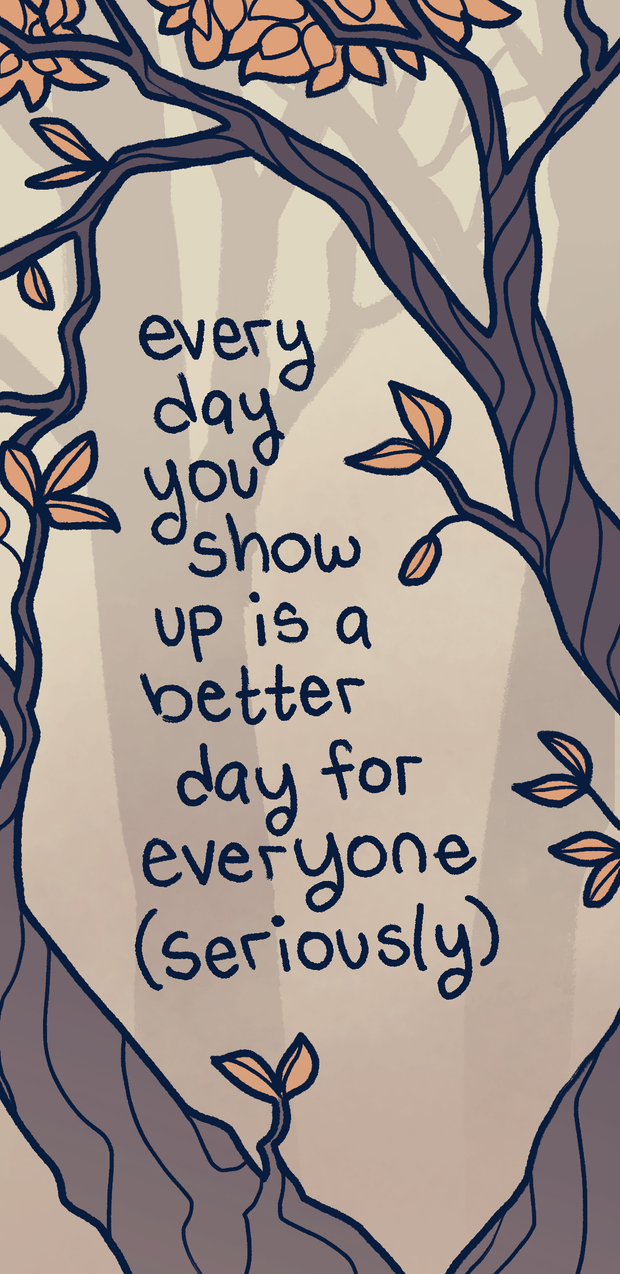 every
day
you
show
up is a
better
day for
everyone
(seriously)